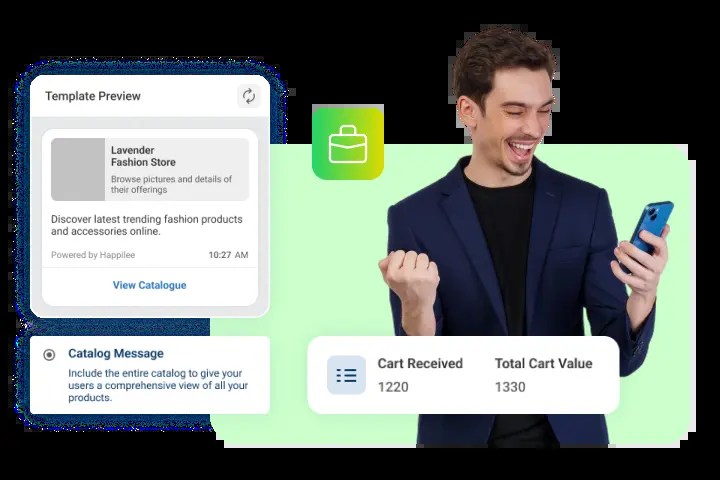 Template Preview
Lavender
Fashion Store
Browse pictures and details of
their offerings
Discover latest trending fashion products
and accessories online.
Powered by Happilee
10:27 AM
View Catalogue
Catalog Message
Include the entire catalog to give your
users a comprehensive view of all your
products.
Cart Received
1220
Total Cart Value
1330